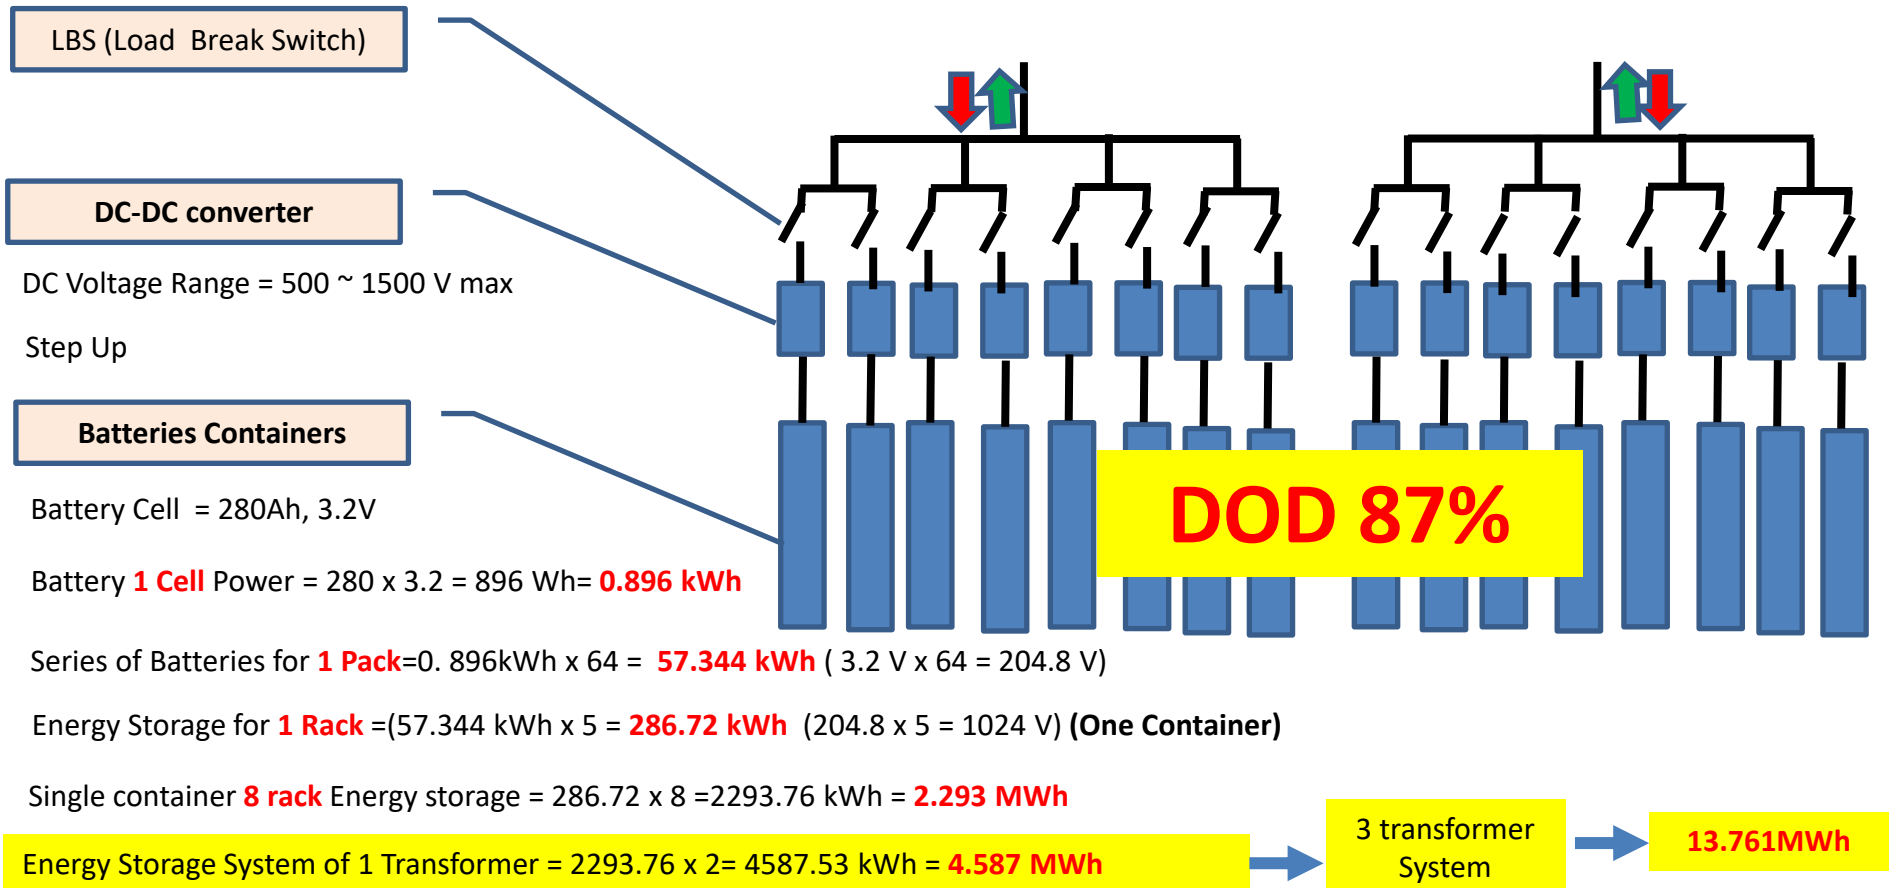 LBS (Load Break Switch)
DC-DC converter
DC Voltage Range = 500 ~ 1500 V max
Step Up
Batteries Containers
DOD 87%
Battery Cell = 280Ah, 3.2V
Battery 1 Cell Power = 280 x 3.2 = 896 Wh= 0.896 kWh
Series of Batteries for 1 Pack=0. 896kWh x 64 = 57.344 kWh ( 3.2 V x 64 = 204.8 V)
Energy Storage for 1 Rack =(57.344 kWh x 5 = 286.72 kWh (204.8 x 5 = 1024 V) (One Container)
Single container 8 rack Energy storage = 286.72 x 8 =2293.76 kWh = 2.293 MWh
Energy Storage System of 1 Transformer = 2293.76 x 2= 4587.53 kWh = 4.587 MWh
3 transformer
System
13.761MWh